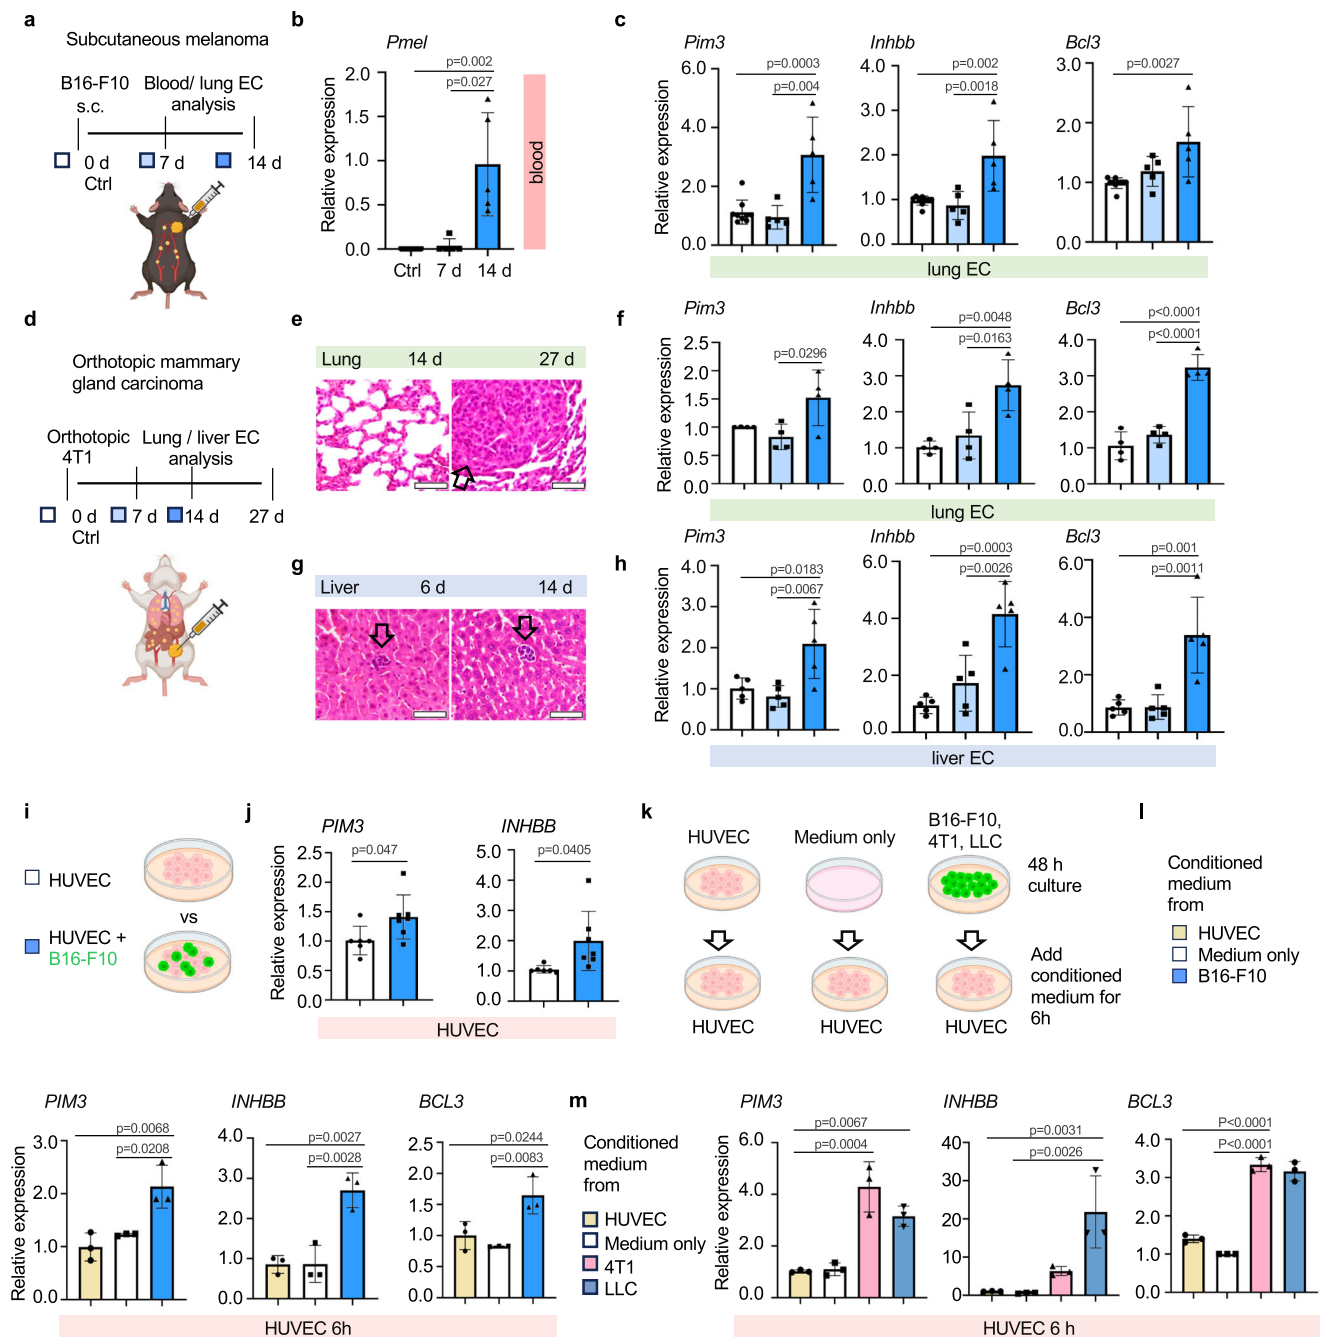 a
Subcutaneous melanoma
B16-F10
s.c.
Blood/ lung EC
analysis
0 d
Ctrl
7 d
14 d
b
Pmel
p=0.002
p=0.027
Relative expression
2.0
1.5
1.0
0.5
0.0
Ctrl
7 d
14 d
blood
c
Pim3
p=0.0003
p=0.004
Relative expression
6.0
4.0
2.0
0.0
Inhbb
p=0.002
p=0.0018
4.0
3.0
2.0
1.0
0.0
Bcl3
p=0.0027
3.0
2.0
1.0
0.0
lung EC
d
Orthotopic mammary
gland carcinoma
Orthotopic
4T1
Lung / liver EC
analysis
0 d
Ctrl
7 d
14 d
27 d
e
Lung
14 d
27 d
f
Pim3
p=0.0296
Relative expression
2.5
2.0
1.5
1.0
0.5
0.0
Inhbb
p=0.0048
p=0.0163
4.0
3.0
2.0
1.0
0.0
Bcl3
p<0.0001
p<0.0001
4.0
3.0
2.0
1.0
0.0
lung EC
g
Liver
6 d
14 d
h
Pim3
p=0.0183
p=0.0067
Relative expression
4.0
3.0
2.0
1.0
0.0
Inhbb
p=0.0003
p=0.0026
6.0
4.0
2.0
0.0
Bcl3
p=0.001
p=0.0011
6.0
4.0
2.0
0.0
liver EC
i
HUVEC
vs
HUVEC +
B16-F10
j
PIM3
p=0.047
Relative expression
2.5
2.0
1.5
1.0
0.5
0.0
INHBB
p=0.0405
5.0
4.0
3.0
2.0
1.0
0.0
HUVEC
k
HUVEC
Medium only
B16-F10,
4T1, LLC
48 h
culture
Add
conditioned
medium for
6h
HUVEC
HUVEC
HUVEC
l
Conditioned
medium
from
HUVEC
Medium only
B16-F10
PIM3
p=0.0068
p=0.0208
Relative expression
3.0
2.0
1.0
0.0
INHBB
p=0.0027
p=0.0028
4.0
3.0
2.0
1.0
0.0
BCL3
p=0.0244
p=0.0083
2.5
2.0
1.5
1.0
0.5
0.0
HUVEC 6h
m
Conditioned
medium
from
HUVEC
Medium only
4T1
LLC
PIM3
p=0.0067
p=0.0004
Relative expression
6.0
4.0
2.0
0.0
INHBB
p=0.0031
p=0.0026
40
30
20
10
0
BCL3
P<0.0001
P<0.0001
4.0
3.0
2.0
1.0
0.0
HUVEC 6 h